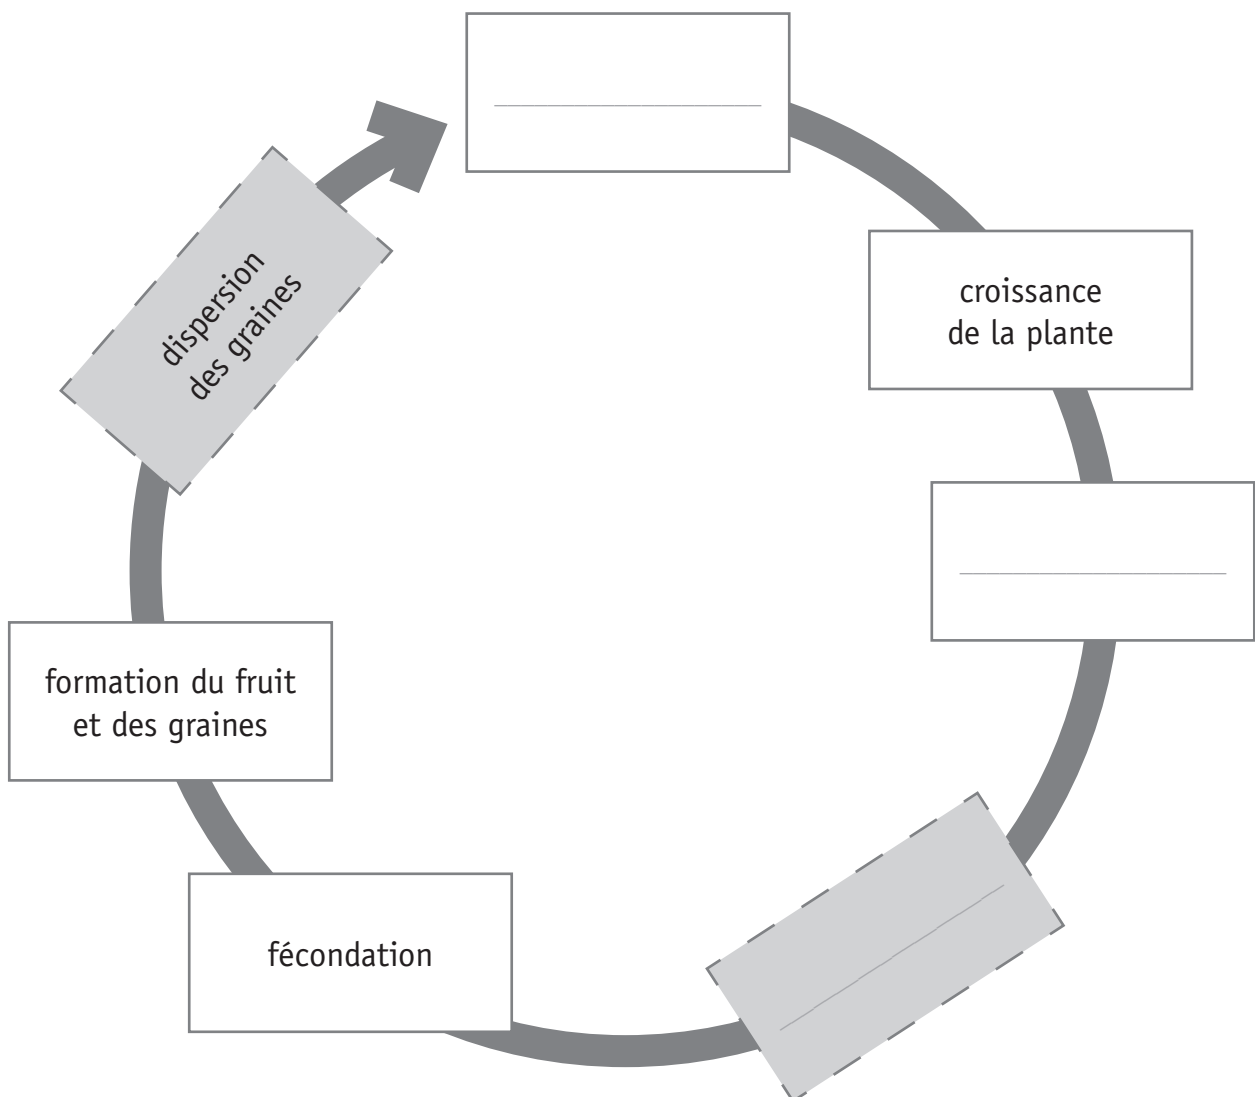 dispersion
des graines
croissance
de la plante
formation du fruit
et des graines
fécondation